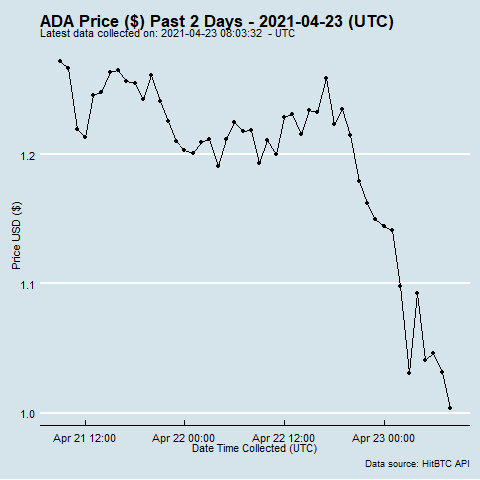 ADA Price ($) Past 2 Days - 2021-04-23 (UTC)
Latest data collected on: 2021-04-23 08:03:32  - UTC
Price USD ($)
1.2
1.1
1.0
Apr 21 12:00 Apr 22 00:00 Apr 22 12:00 Apr 23 00:00
Date Time Collected (UTC)
Data source: HitBTC API